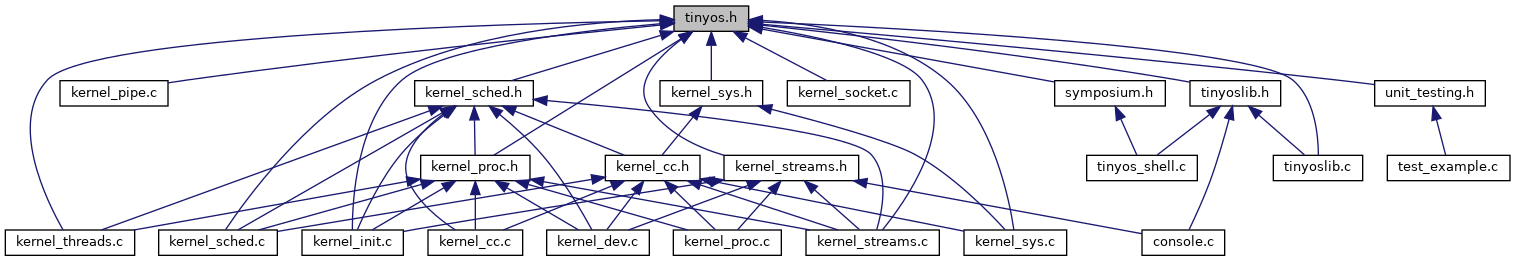 tinyos.h
kernel_pipe.c
kernel_sched.h
kernel_sys.h
kernel_socket.c
symposium.h
tinyoslib.h
unit_testing.h
kernel_proc.h
kernel_cc.h
kernel_streams.h
tinyos_shell.c
tinyoslib.c
test_example.c
kernel_threads.c
kernel_sched.c
kernel_init.c
kernel_cc.c
kernel_dev.c
kernel_proc.c
kernel_streams.c
kernel_sys.c
console.c